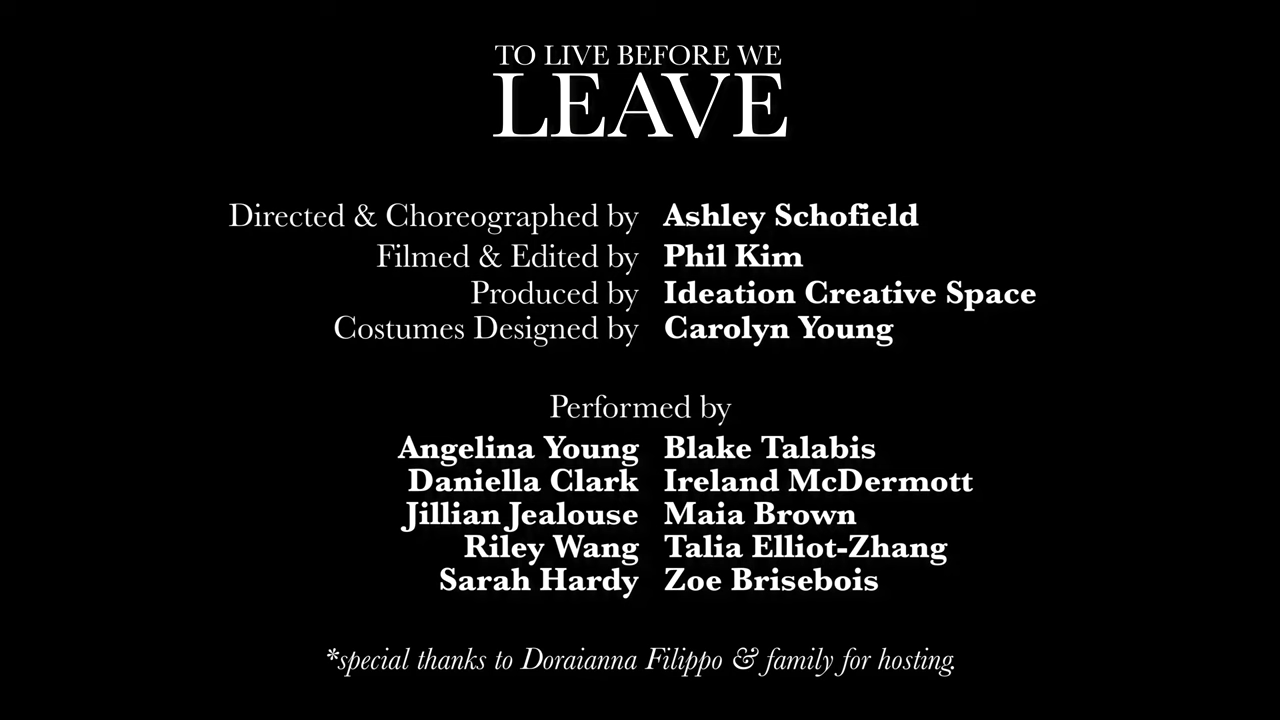 TO LIVE BEFORE WE
LEAVE
Directed & Choreographed by Ashley Schofield
Filmed & Edited by Phil Kim
Produced by Ideation Creative Space
Costumes Designed by Carolyn Young
Performed by
Angelina Young Blake Talabis
Daniella Clark Ireland McDermott
Jillian Jealouse Maia Brown
Riley Wang Talia Elliot-Zhang
Sarah Hardy Zoe Brisebois
*special thanks to Doraianna Filippo & family for hosting.